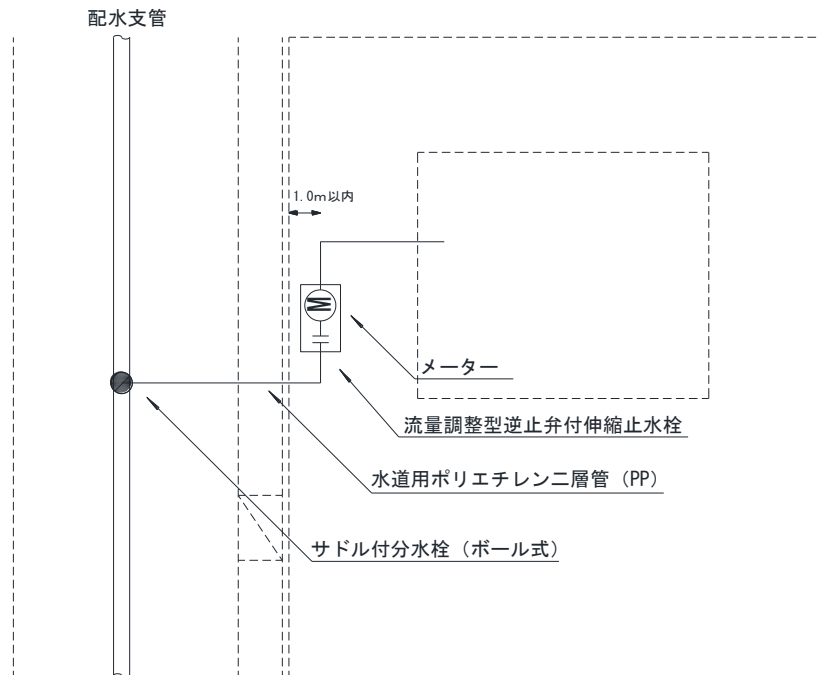 配水支管
1.0m以内
M
メーター
流量調整型逆止弁付伸縮止水栓
水道用ポリエチレン二層管（PP）
サドル付分水栓（ボール式）